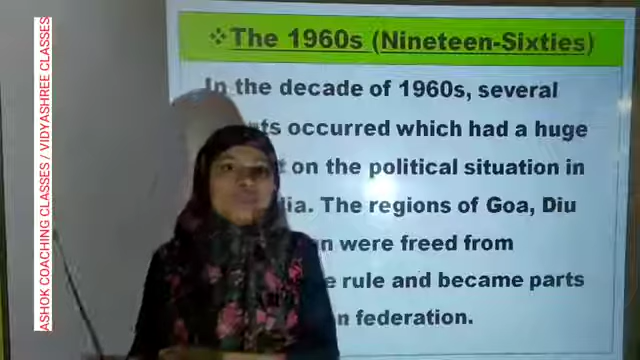 ASHOK COACHING CLASSES / VIDYASHREE CLASSES
❖The 1960s (Nineteen-Sixties)
In the decade of 1960s, several
occurred which had a huge
on the political situation in
The regions of Goa, Diu
were freed from
rule and became parts
federation.